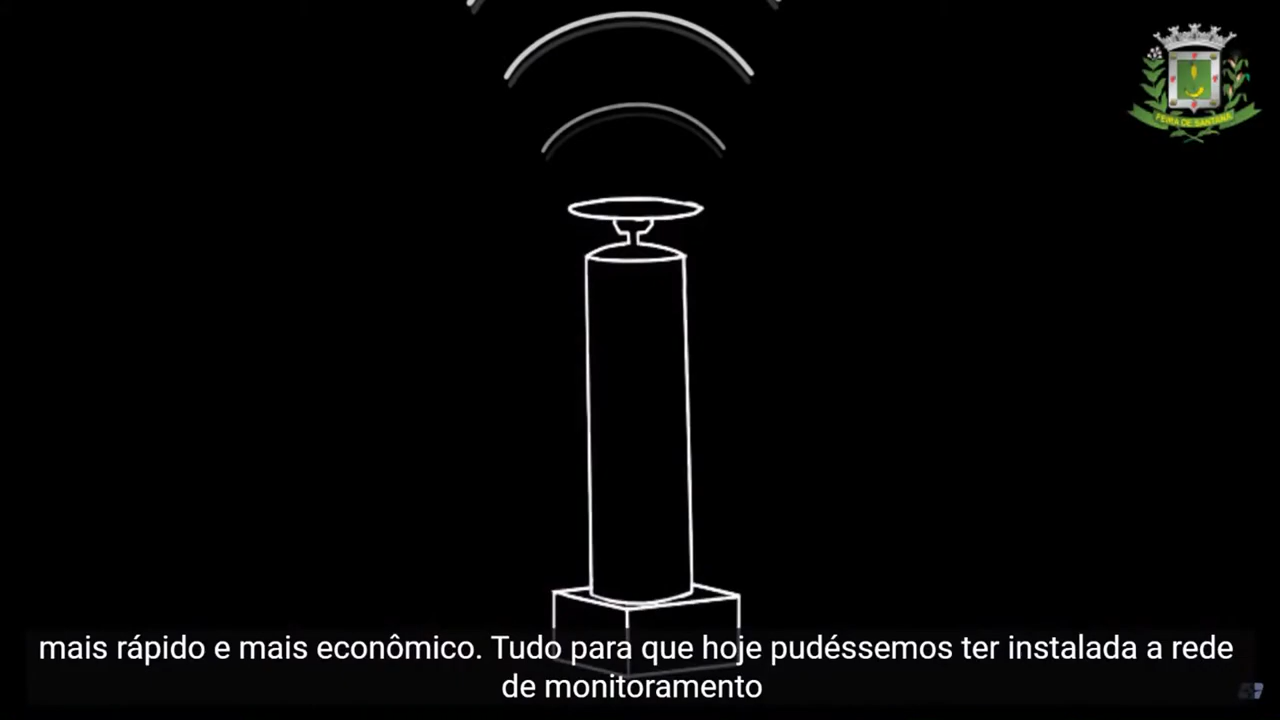 FEIRA DE SANTANA
mais rápido e mais econômico. Tudo para que hoje pudéssemos ter instalada a rede
de monitoramento